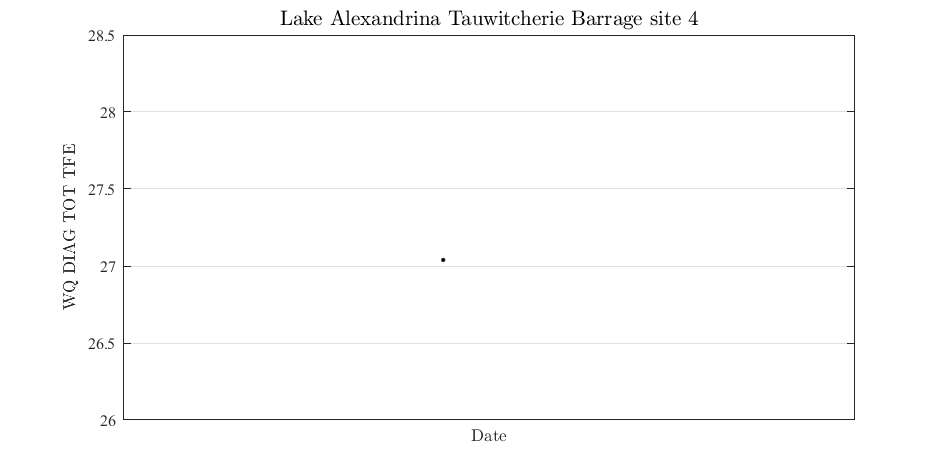 Lake Alexandrina Tauwitcherie Barrage site 4
28.5
28
27.5
27
26.5
26
WQ DIAG TOT TFE
Date